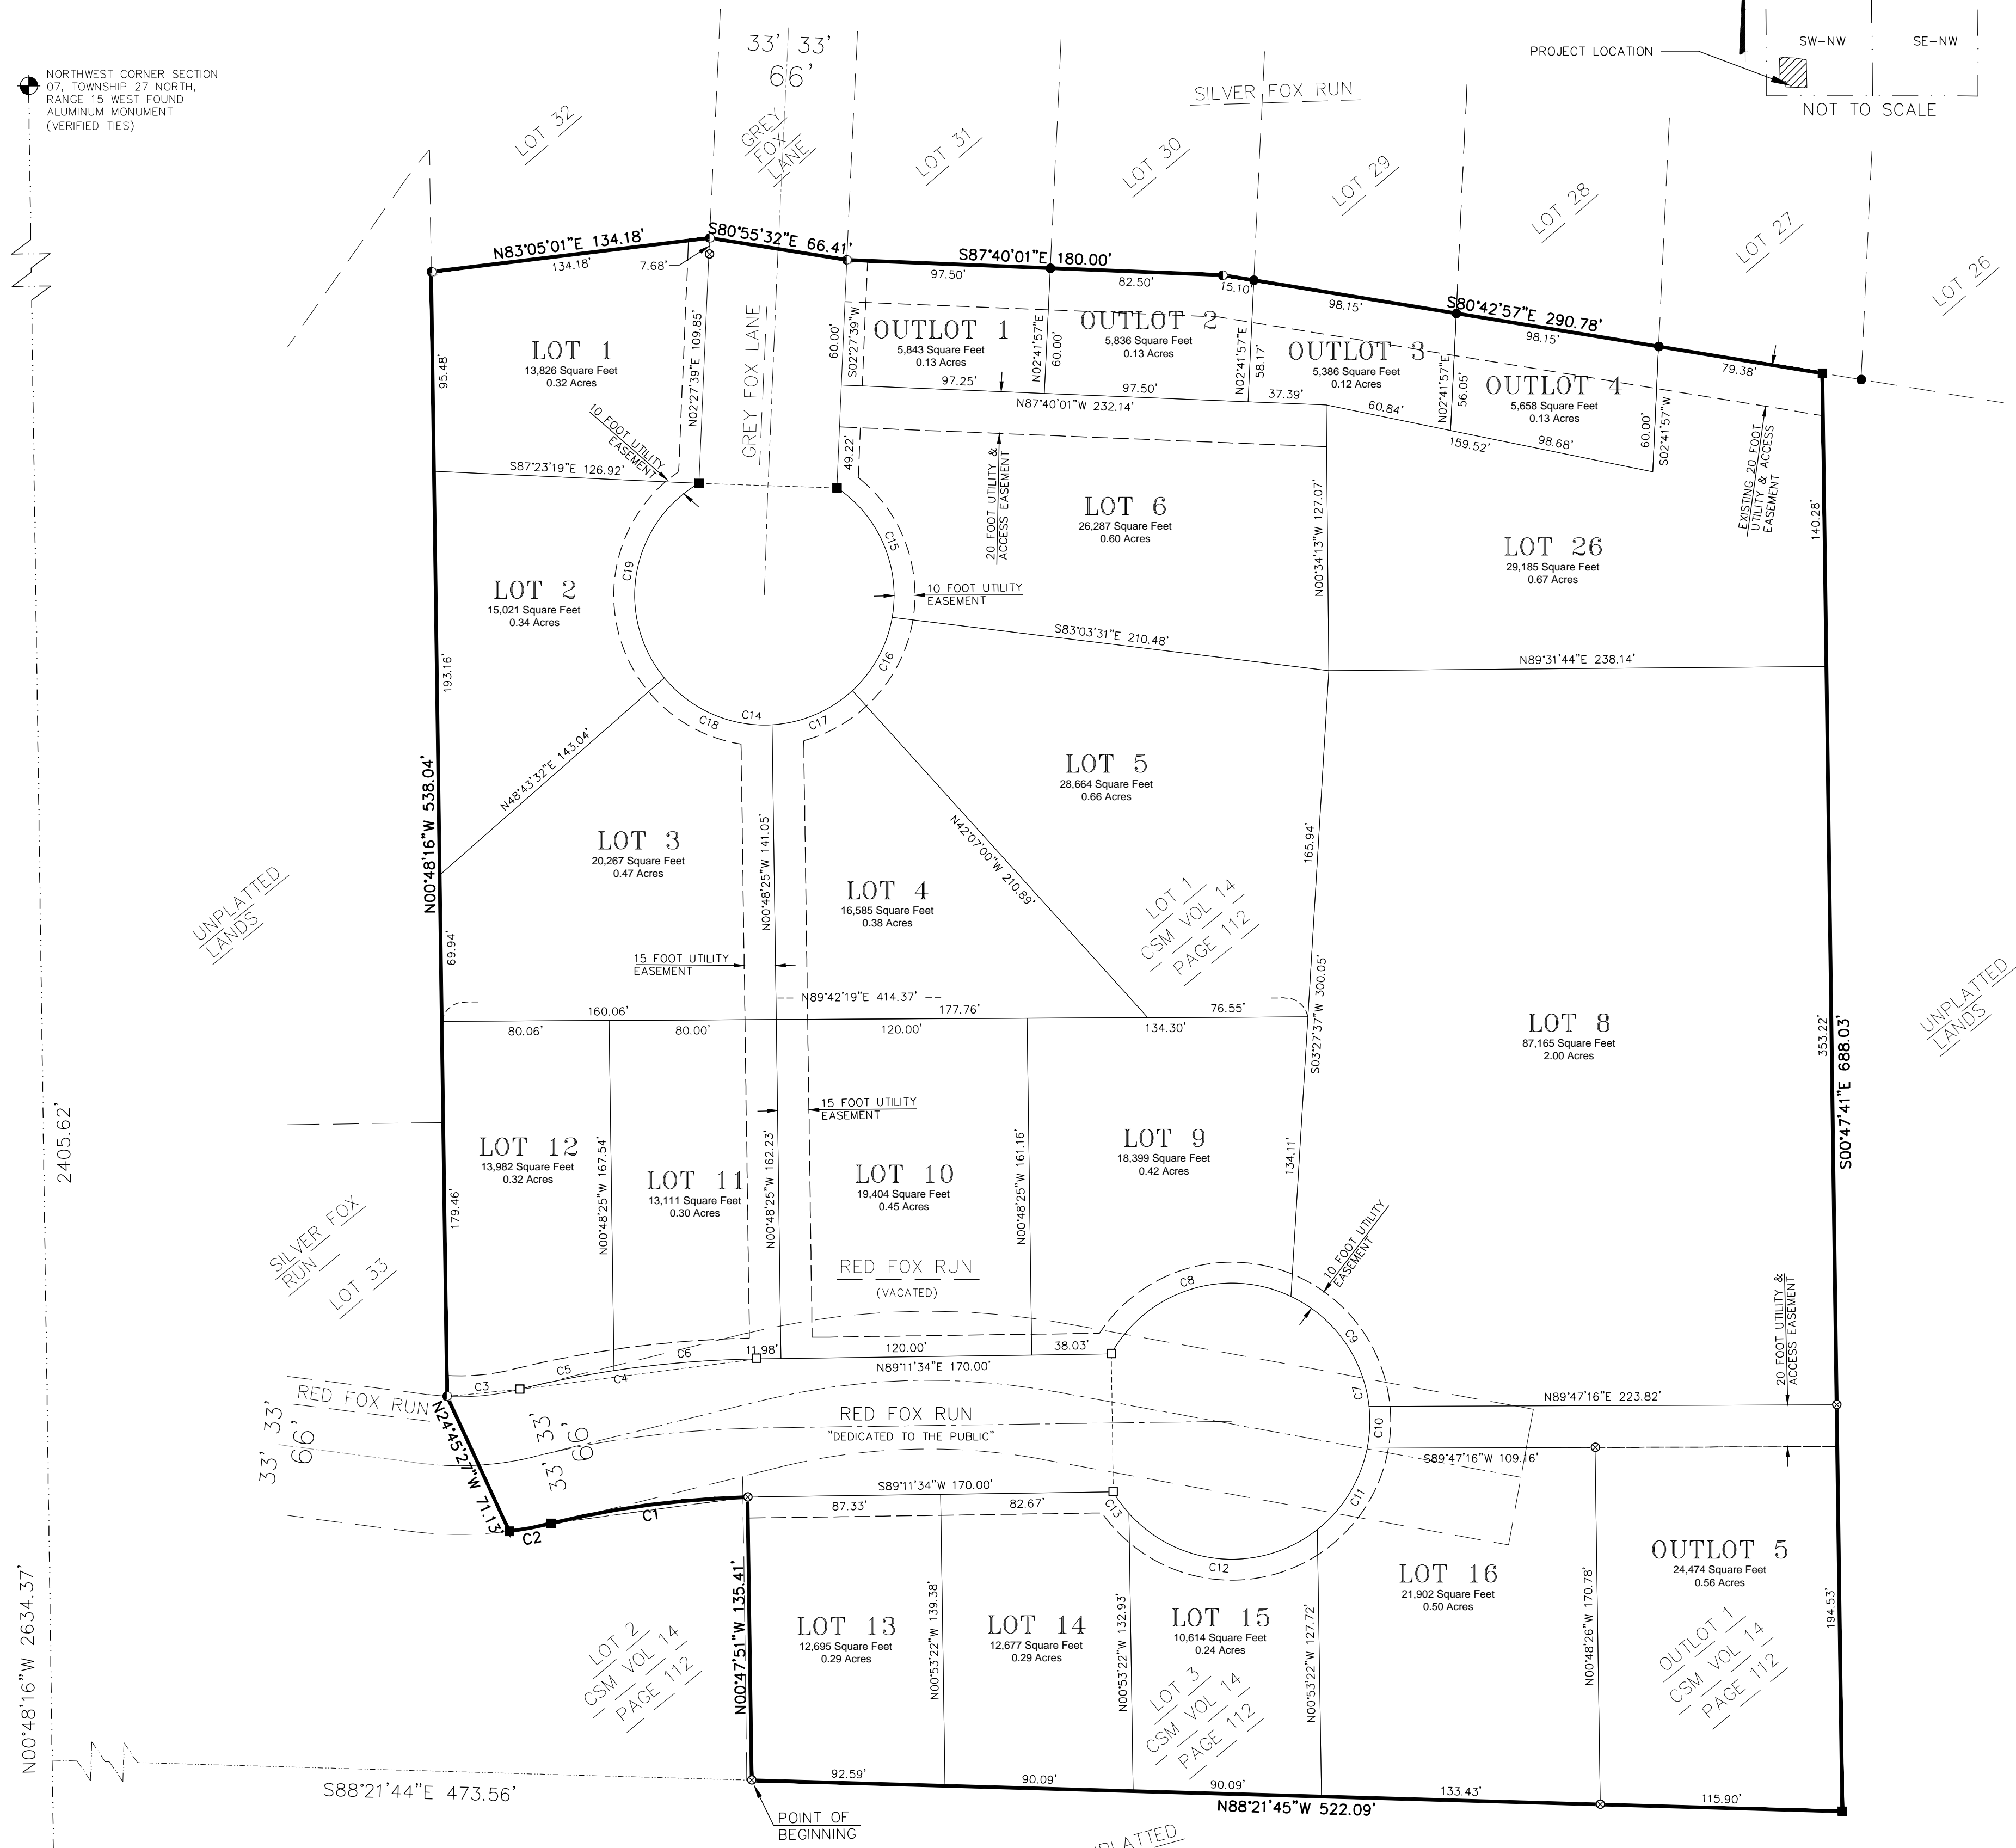 33' 33'
66'
PROJECT LOCATION
SW-NW
SE-NW
NOT TO SCALE
NORTHWEST CORNER SECTION
07, TOWNSHIP 27 NORTH,
RANGE 15 WEST FOUND
ALUMINUM MONUMENT
(VERIFIED TIES)
SILVER FOX RUN
LOT 32
GREY
FOX
LANE
LOT 31
LOT 30
LOT 29
LOT 28
LOT 27
LOT 26
N83°05'01"E 134.18'
134.18'
7.68'
S80°55'32"E 66.41'
S87°40'01"E 180.00'
97.50'
82.50'
15.10'
98.15'
S80°42'57"E 290.78'
98.15'
79.38'
LOT 1
13,826 Square Feet
0.32 Acres
95.48'
N02°27'39"E 109.85'
GREY FOX LANE
60.00'
S02°27'39"W
OUTLOT 1
5,843 Square Feet
0.13 Acres
N02°41'57"E
60.00'
OUTLOT 2
5,836 Square Feet
0.13 Acres
N02°41'57"E
58.17'
OUTLOT 3
5,386 Square Feet
0.12 Acres
N02°41'57"E
56.05'
OUTLOT 4
5,658 Square Feet
0.13 Acres
60.00'
S02°41'57"W
97.25'
97.50'
37.39'
60.84'
98.68'
N87°40'01"W 232.14'
159.52'
10 FOOT UTILITY
EASEMENT
S87°23'19"E 126.92'
49.22'
20 FOOT UTILITY &
ACCESS EASEMENT
EXISTING 20 FOOT
UTILITY & ACCESS
EASEMENT
140.28'
LOT 6
26,287 Square Feet
0.60 Acres
N00°34'13"W 127.07'
LOT 26
29,185 Square Feet
0.67 Acres
C15
C19
LOT 2
15,021 Square Feet
0.34 Acres
10 FOOT UTILITY
EASEMENT
S83°03'31"E 210.48'
N89°31'44"E 238.14'
193.16'
C16
C14
C18
C17
N00°48'16"W 538.04'
N48°43'32"E 143.04'
LOT 5
28,664 Square Feet
0.66 Acres
LOT 3
20,267 Square Feet
0.47 Acres
N00°48'25"W 141.05'
N42°07'00"W 210.89'
165.94'
LOT 4
16,585 Square Feet
0.38 Acres
LOT 1
CSM VOL 14
PAGE 112
UNPLATTED
LANDS
69.94'
15 FOOT UTILITY
EASEMENT
N89°42'19"E 414.37'
S03°27'37"W 300.05'
160.06'
177.76'
76.55'
80.06'
80.00'
120.00'
134.30'
LOT 8
87,165 Square Feet
2.00 Acres
353.22'
S00°47'41"E 688.03'
UNPLATTED
LANDS
2405.62'
15 FOOT UTILITY
EASEMENT
LOT 12
13,982 Square Feet
0.32 Acres
N00°48'25"W 167.54'
LOT 11
13,111 Square Feet
0.30 Acres
N00°48'25"W 162.23'
LOT 10
19,404 Square Feet
0.45 Acres
N00°48'25"W 161.16'
LOT 9
18,399 Square Feet
0.42 Acres
134.11'
179.46'
SILVER FOX
RUN
LOT 33
RED FOX RUN
(VACATED)
10 FOOT UTILITY
EASEMENT
C8
C9
20 FOOT UTILITY &
ACCESS EASEMENT
11.98'
120.00'
38.03'
C6
C5
C4
C3
N89°11'34"E 170.00'
C7
C10
N89°47'16"E 223.82'
RED FOX RUN
33' 33'
66'
N24°45'27"W 71.13'
33' 33'
66'
RED FOX RUN
"DEDICATED TO THE PUBLIC"
S89°47'16"W 109.16'
S89°11'34"W 170.00'
87.33'
82.67'
C13
C11
C12
C1
C2
N00°47'51"W 135.41'
LOT 13
12,695 Square Feet
0.29 Acres
N00°53'22"W 139.38'
LOT 14
12,677 Square Feet
0.29 Acres
N00°53'22"W 132.93'
LOT 15
10,614 Square Feet
0.24 Acres
N00°53'22"W 127.72'
LOT 16
21,902 Square Feet
0.50 Acres
N00°48'26"W 170.78'
OUTLOT 5
24,474 Square Feet
0.56 Acres
194.53'
LOT 2
CSM VOL 14
PAGE 112
LOT 3
CSM VOL 14
PAGE 112
OUTLOT 1
CSM VOL 14
PAGE 112
N00°48'16"W 2634.37'
S88°21'44"E 473.56'
92.59'
90.09'
90.09'
133.43'
115.90'
N88°21'45"W 522.09'
POINT OF
BEGINNING